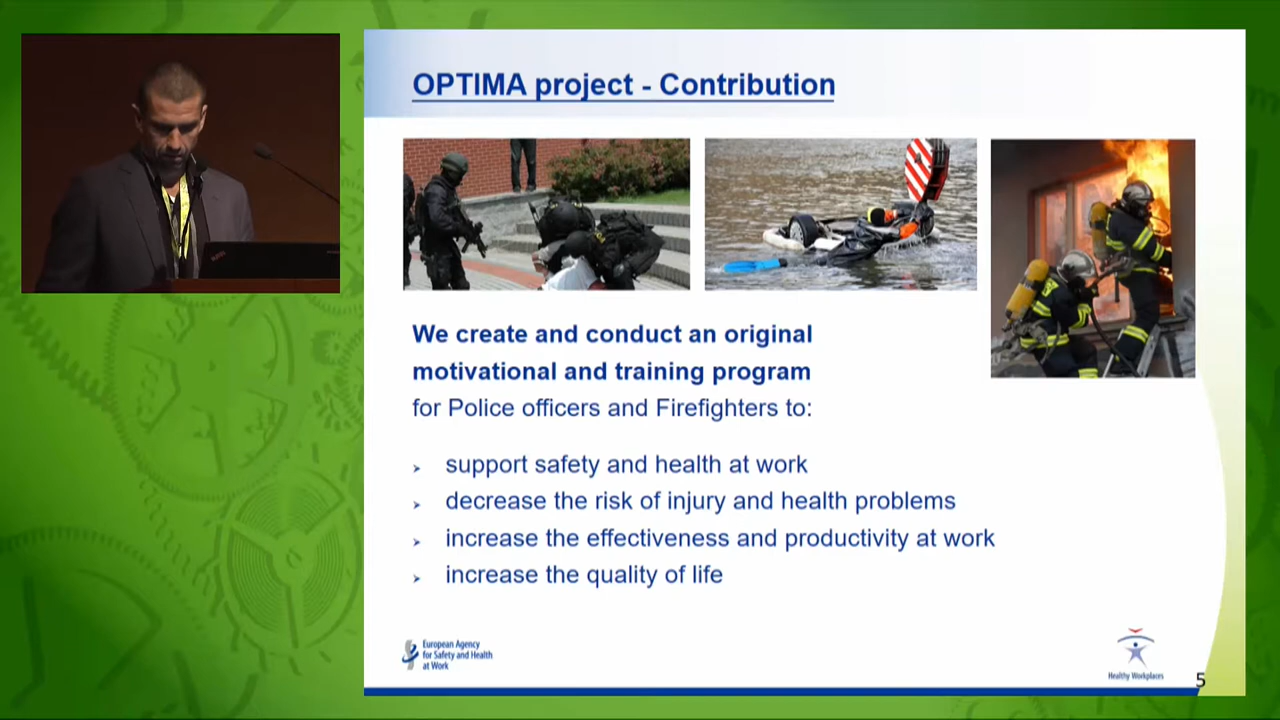 OPTIMA project - Contribution
We create and conduct an original
motivational and training program
for Police officers and Firefighters to:
support safety and health at work
decrease the risk of injury and health problems
increase the effectiveness and productivity at work
increase the quality of life
European Agency
for Safety and Health
at Work
Healthy Workplaces
5